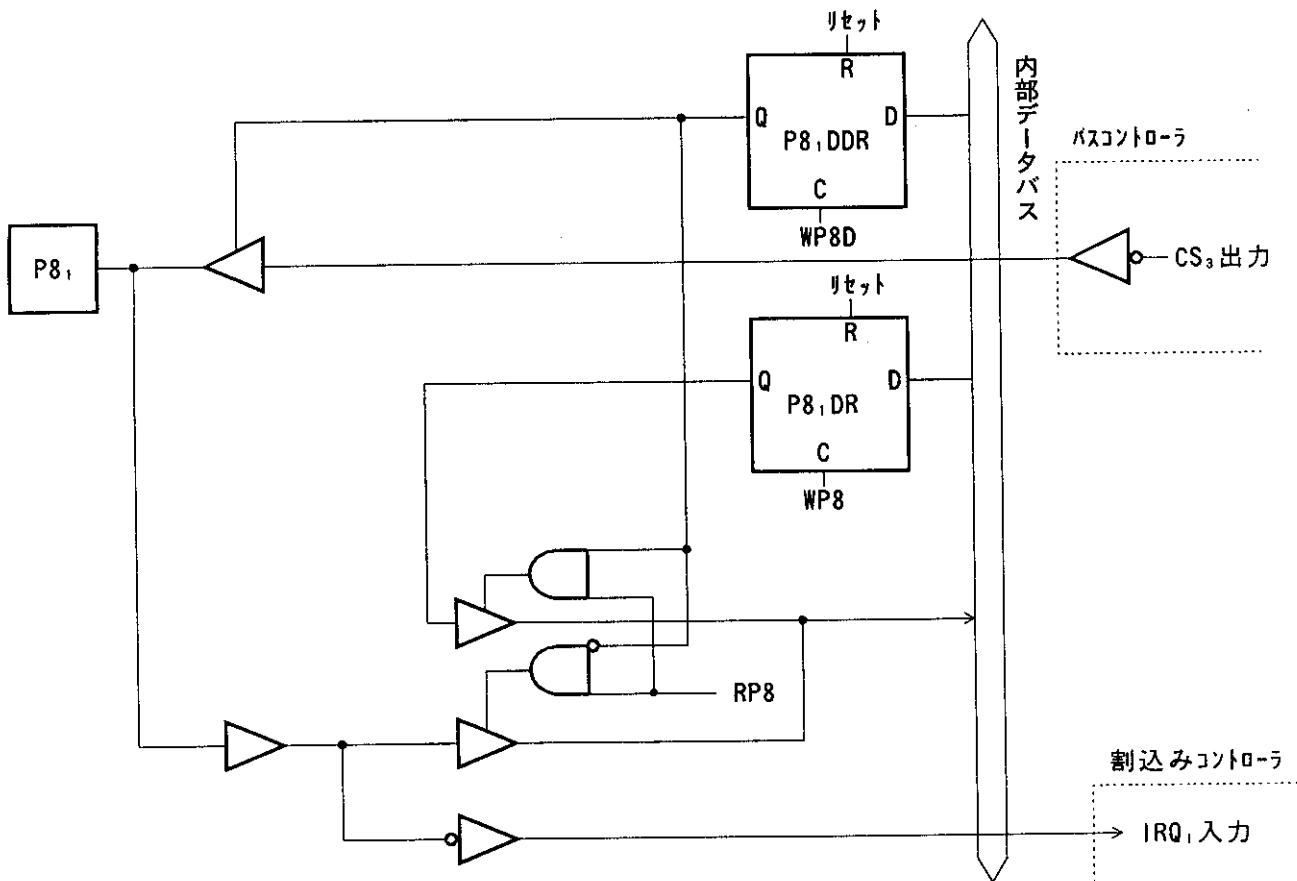 リセット
R
Q
D
P8₁DDR
C
WP8D
内部データバス
バスコントローラ
P8₁
CS₃出力
リセット
R
Q
D
P8₁DR
C
WP8
RP8
割込みコントローラ
IRQ₁入力